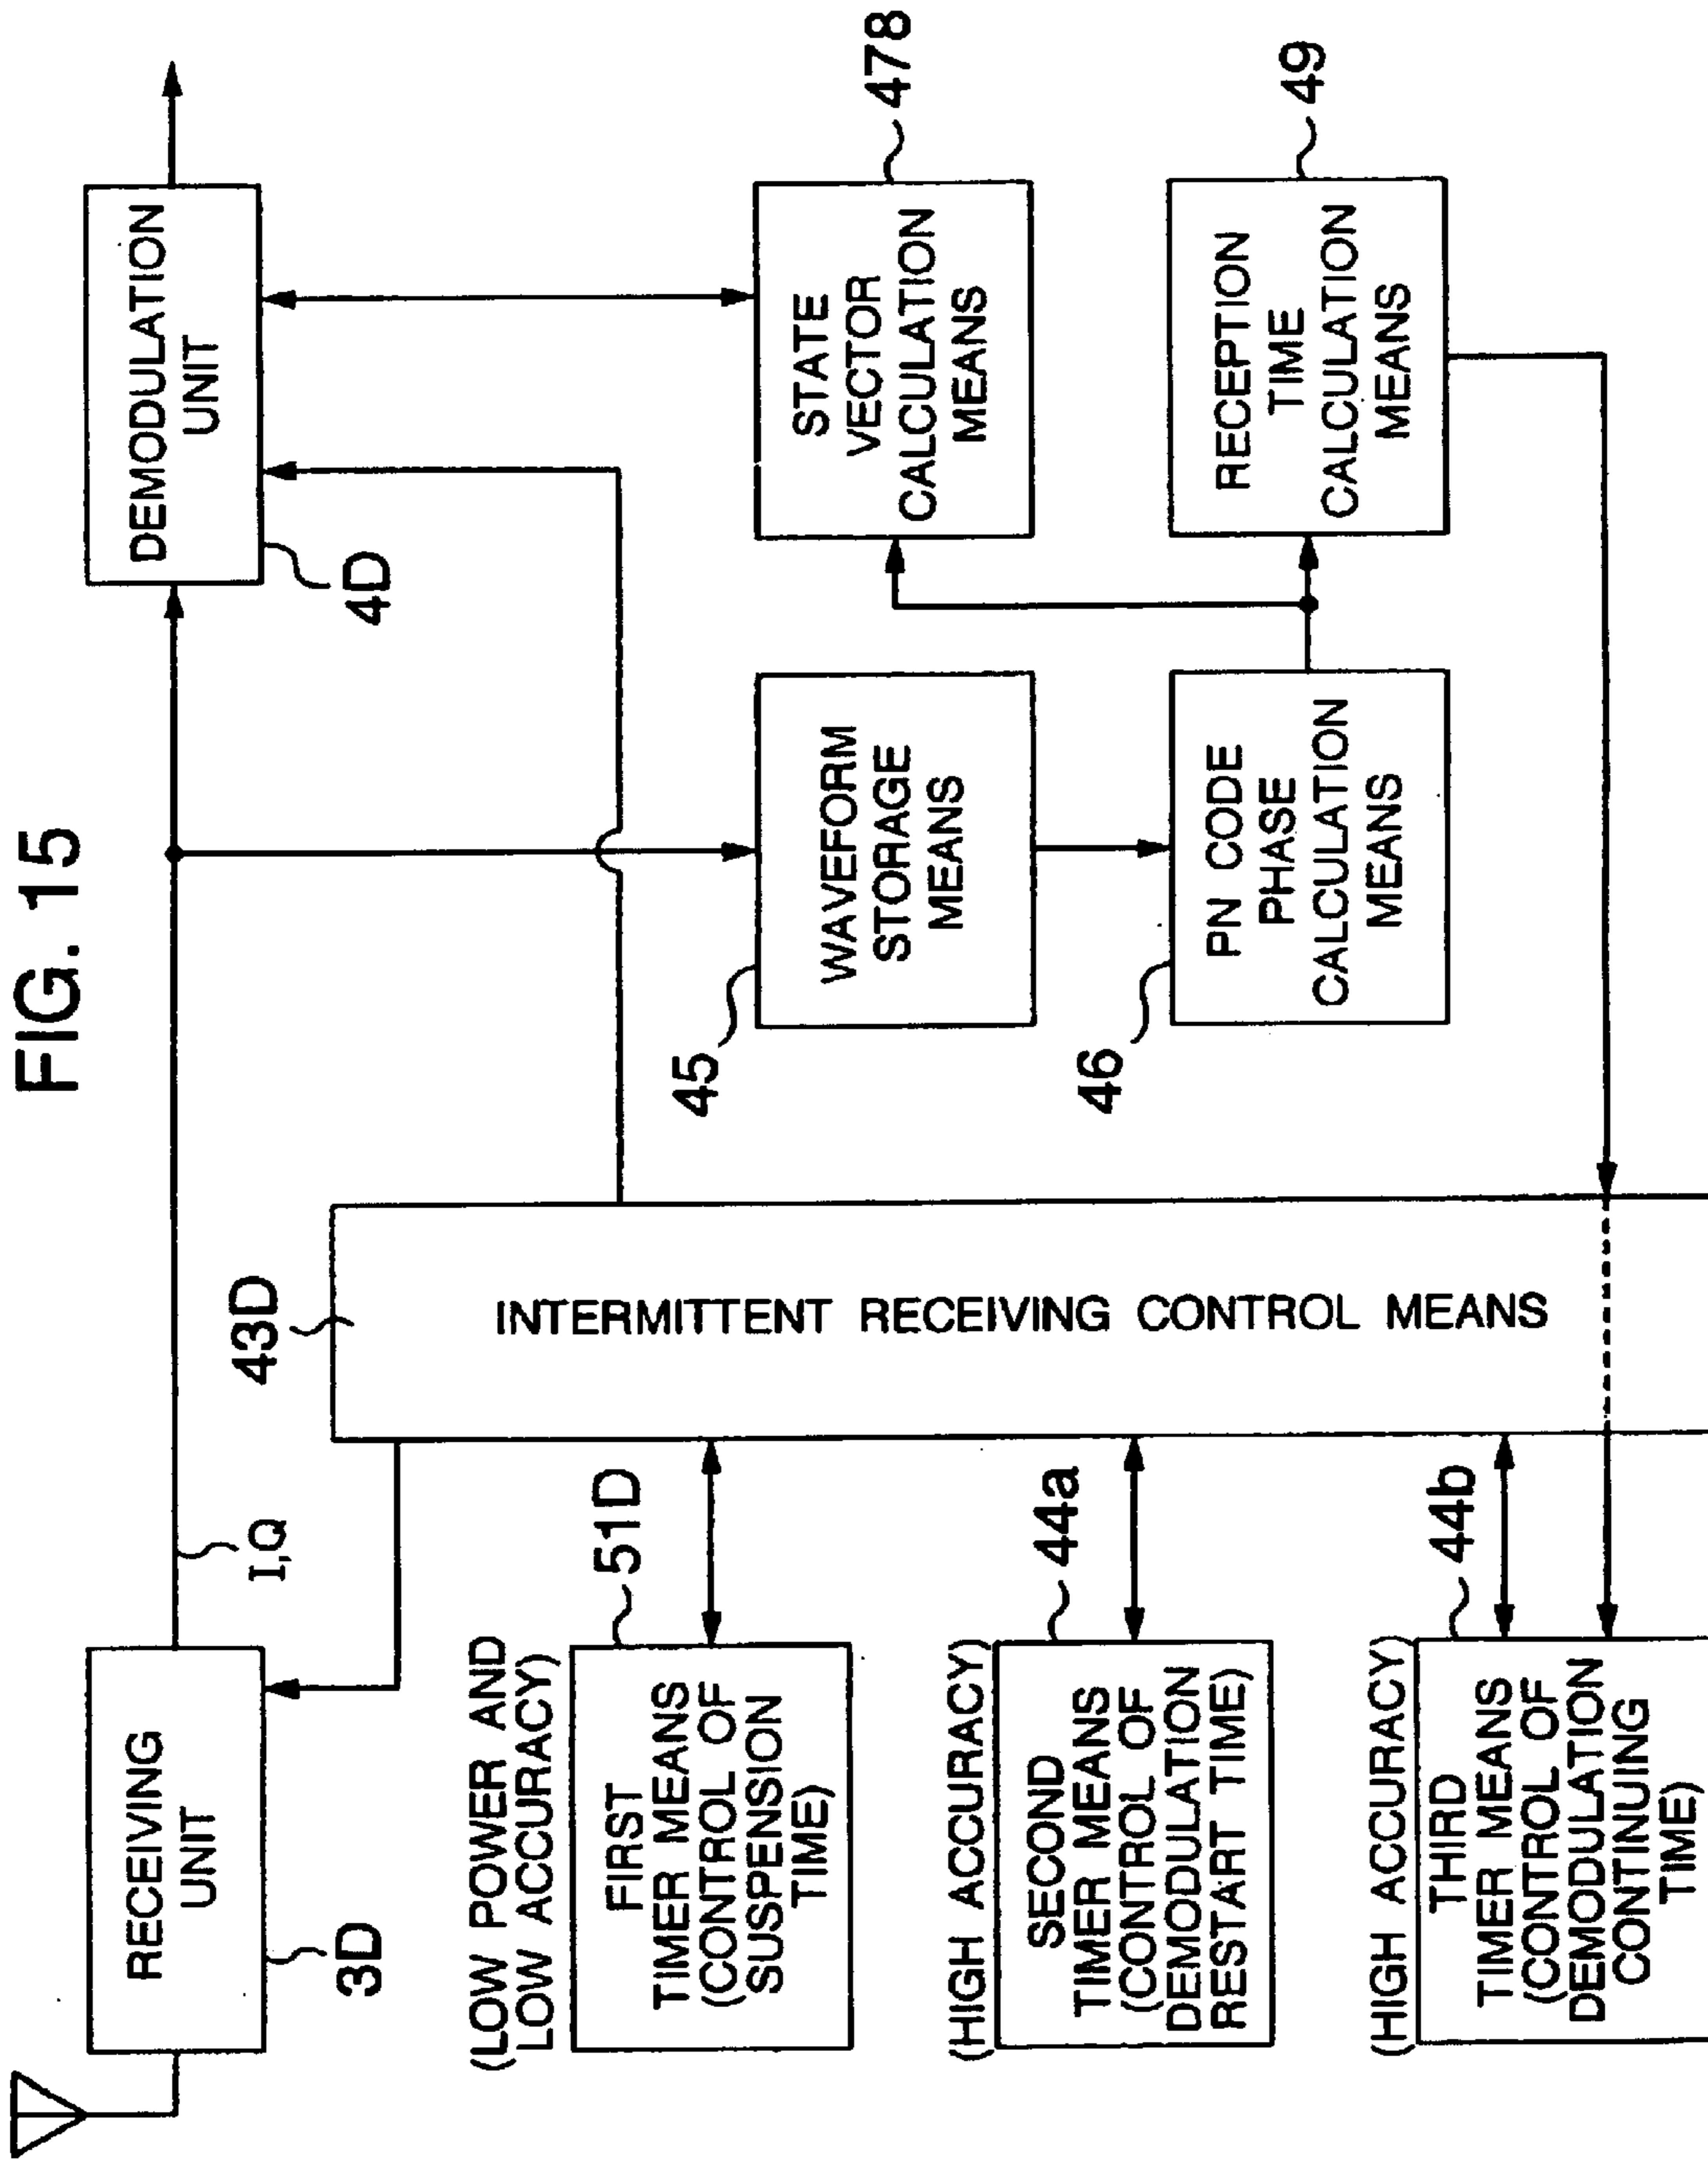 FIG. 15
RECEIVING
UNIT
3D
I,Q
DEMODULATION
UNIT
4D
43D
INTERMITTENT RECEIVING CONTROL MEANS
(LOW POWER AND
LOW ACCURACY)
51D
FIRST
TIMER MEANS
(CONTROL OF
SUSPENSION
TIME)
(HIGH ACCURACY)
44a
SECOND
TIMER MEANS
(CONTROL OF
DEMODULATION
RESTART TIME)
(HIGH ACCURACY)
44b
THIRD
TIMER MEANS
(CONTROL OF
DEMODULATION
CONTINUING
TIME)
45
WAVEFORM
STORAGE
MEANS
478
STATE
VECTOR
CALCULATION
MEANS
46
PN CODE
PHASE
CALCULATION
MEANS
49
RECEPTION
TIME
CALCULATION
MEANS